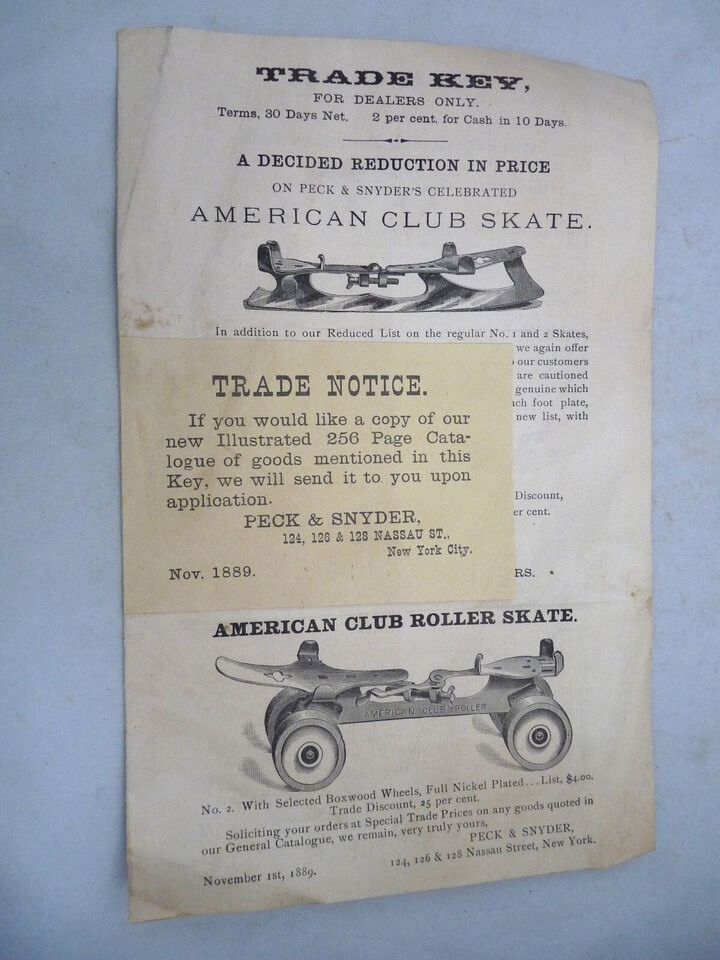 TRADE KEY,
FOR DEALERS ONLY.
Terms, 30 Days Net. 2 per cent. for Cash in 10 Days.
A DECIDED REDUCTION IN PRICE
ON PECK & SNYDER'S CELEBRATED
AMERICAN CLUB SKATE.
In addition to our Reduced List on the regular No. 1 and 2 Skates,
we again offer
our customers
are cautioned
genuine which
foot plate,
new list, with
Discount,
cent.
TRADE NOTICE.
If you would like a copy of our
new Illustrated 256 Page Cata-
logue of goods mentioned in this
Key, we will send it to you upon
application.
PECK & SNYDER,
124, 126 & 128 NASSAU ST.,
New York City.
Nov. 1889.
RS.
AMERICAN CLUB ROLLER SKATE.
AMERICAN CLUB ROLLER
No. 2. With Selected Boxwood Wheels, Full Nickel Plated...List, $4.00.
Trade Discount, 25 per cent.
Soliciting your orders at Special Trade Prices on any goods quoted in
our General Catalogue, we remain, very truly yours,
PECK & SNYDER,
124, 126 & 128 Nassau Street, New York.
November 1st, 1889.